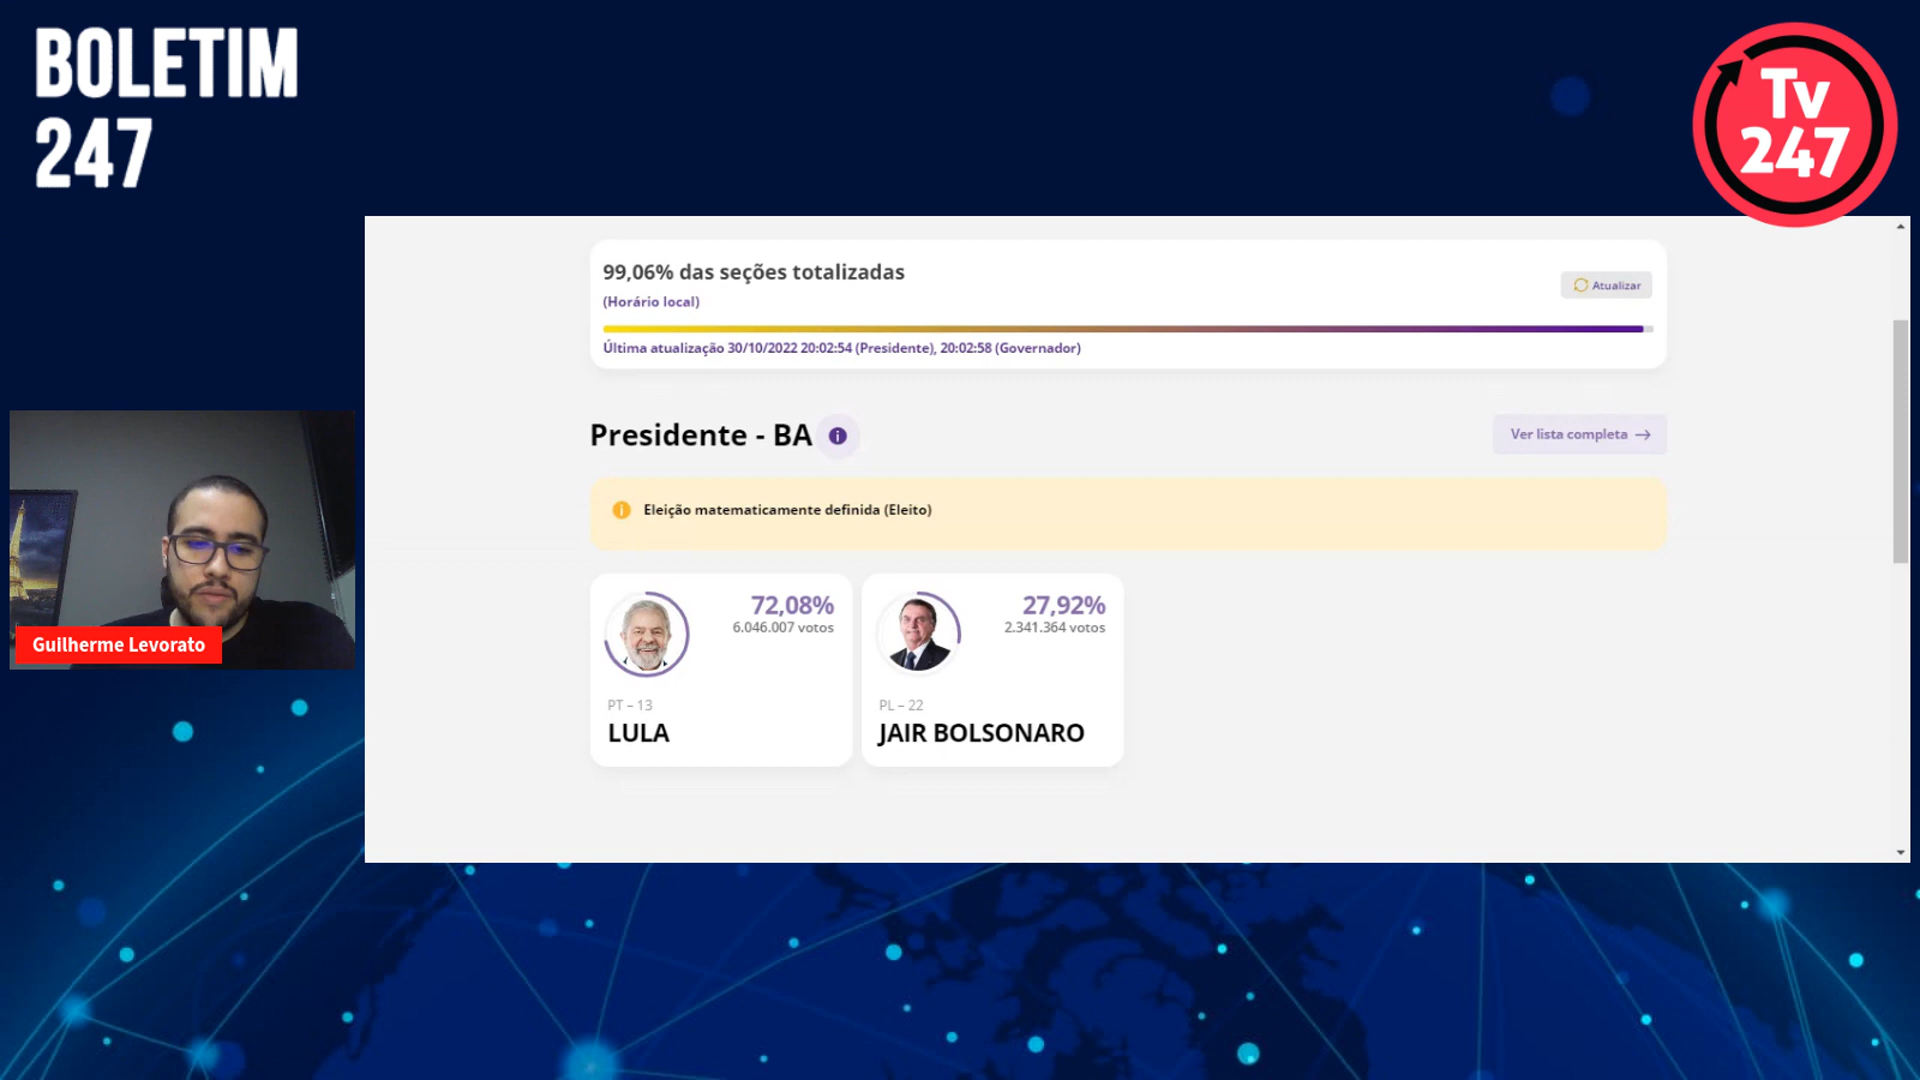 BOLETIM
247
Tv
247
99,06% das seções totalizadas
Atualizar
(Horário local)
Última atualização 30/10/2022 20:02:54 (Presidente), 20:02:58 (Governador)
Presidente - BA
Ver lista completa →
Eleição matematicamente definida (Eleito)
72,08%
6.046.007 votos
PT – 13
LULA
27,92%
2.341.364 votos
PL – 22
JAIR BOLSONARO
Guilherme Levorato